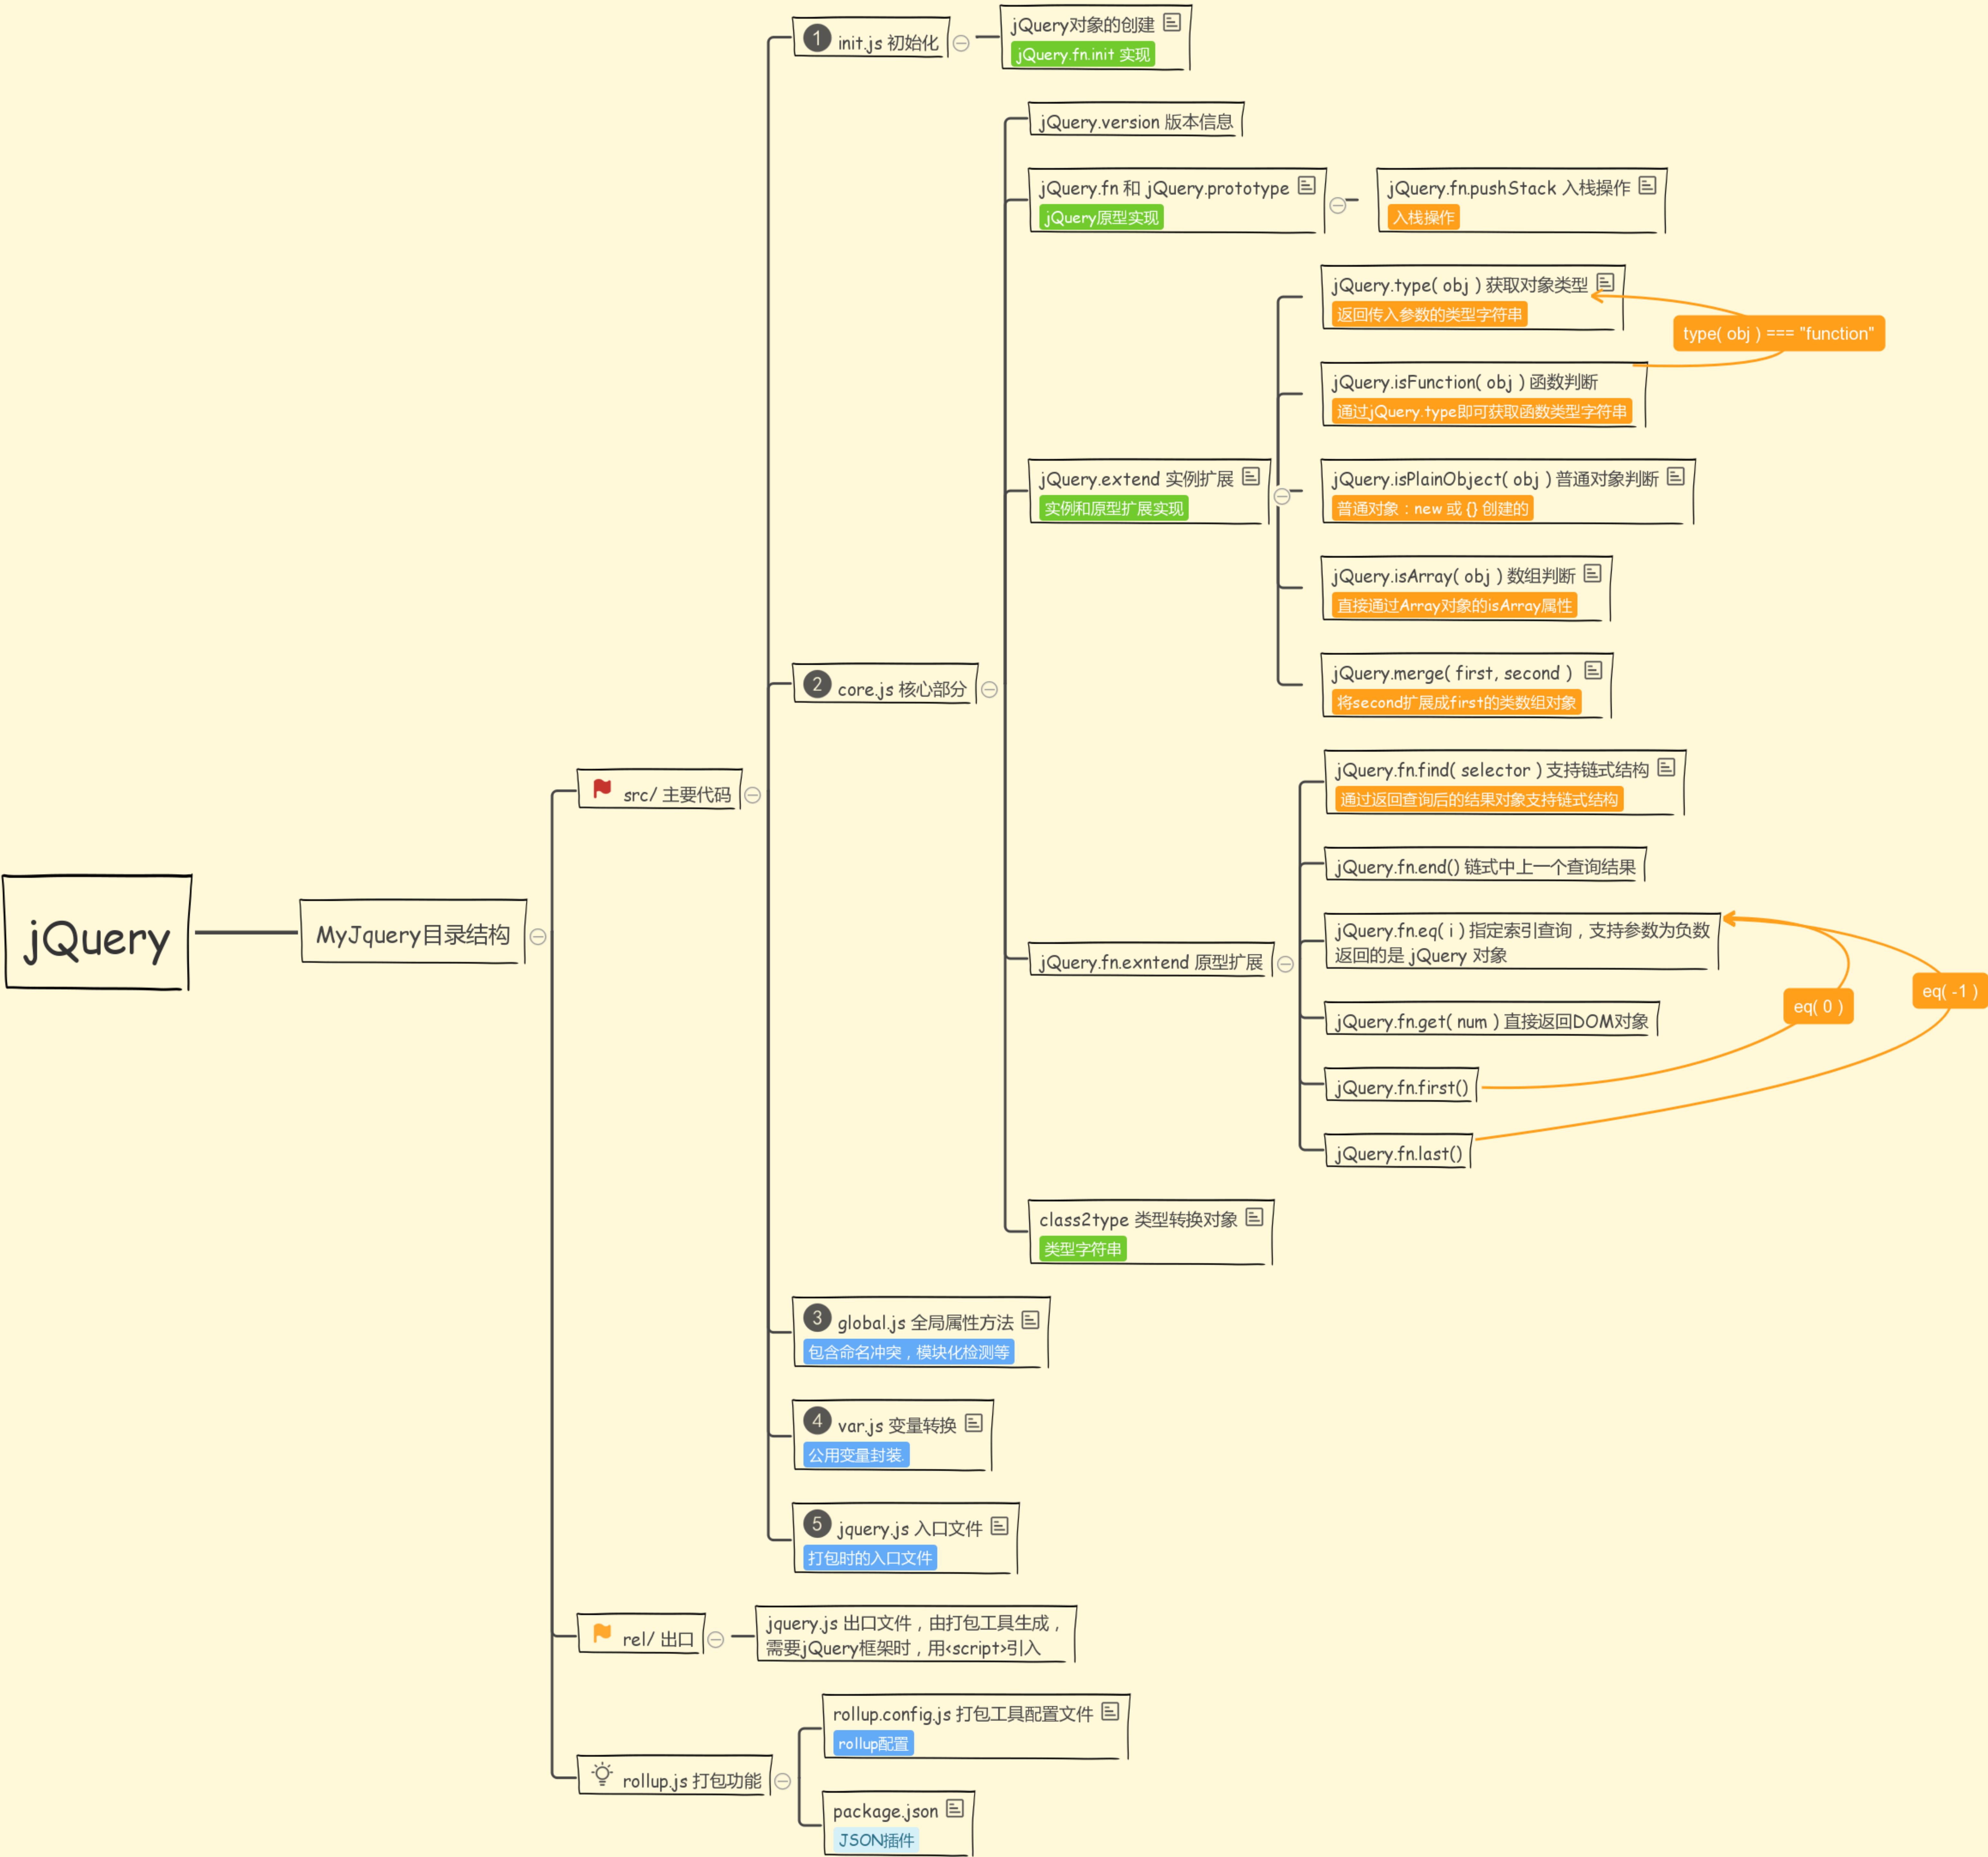 jQuery
MyJquery目录结构
src/ 主要代码
1 init.js 初始化
jQuery对象的创建
jQuery.fn.init 实现
2 core.js 核心部分
jQuery.version 版本信息
jQuery.fn 和 jQuery.prototype
jQuery原型实现
jQuery.fn.pushStack 入栈操作
入栈操作
jQuery.extend 实例扩展
实例和原型扩展实现
jQuery.type( obj ) 获取对象类型
返回传入参数的类型字符串
type( obj ) === "function"
jQuery.isFunction( obj ) 函数判断
通过jQuery.type即可获取函数类型字符串
jQuery.isPlainObject( obj ) 普通对象判断
普通对象：new 或 {} 创建的
jQuery.isArray( obj ) 数组判断
直接通过Array对象的isArray属性
jQuery.merge( first, second )
将second扩展成first的类数组对象
jQuery.fn.exntend 原型扩展
jQuery.fn.find( selector ) 支持链式结构
通过返回查询后的结果对象支持链式结构
jQuery.fn.end() 链式中上一个查询结果
jQuery.fn.eq( i ) 指定索引查询，支持参数为负数
返回的是 jQuery 对象
jQuery.fn.get( num ) 直接返回DOM对象
jQuery.fn.first()
eq( 0 )
jQuery.fn.last()
eq( -1 )
class2type 类型转换对象
类型字符串
3 global.js 全局属性方法
包含命名冲突，模块化检测等
4 var.js 变量转换
公用变量封装.
5 jquery.js 入口文件
打包时的入口文件
rel/ 出口
jquery.js 出口文件，由打包工具生成，
需要jQuery框架时，用<script>引入
rollup.js 打包功能
rollup.config.js 打包工具配置文件
rollup配置
package.json
JSON插件